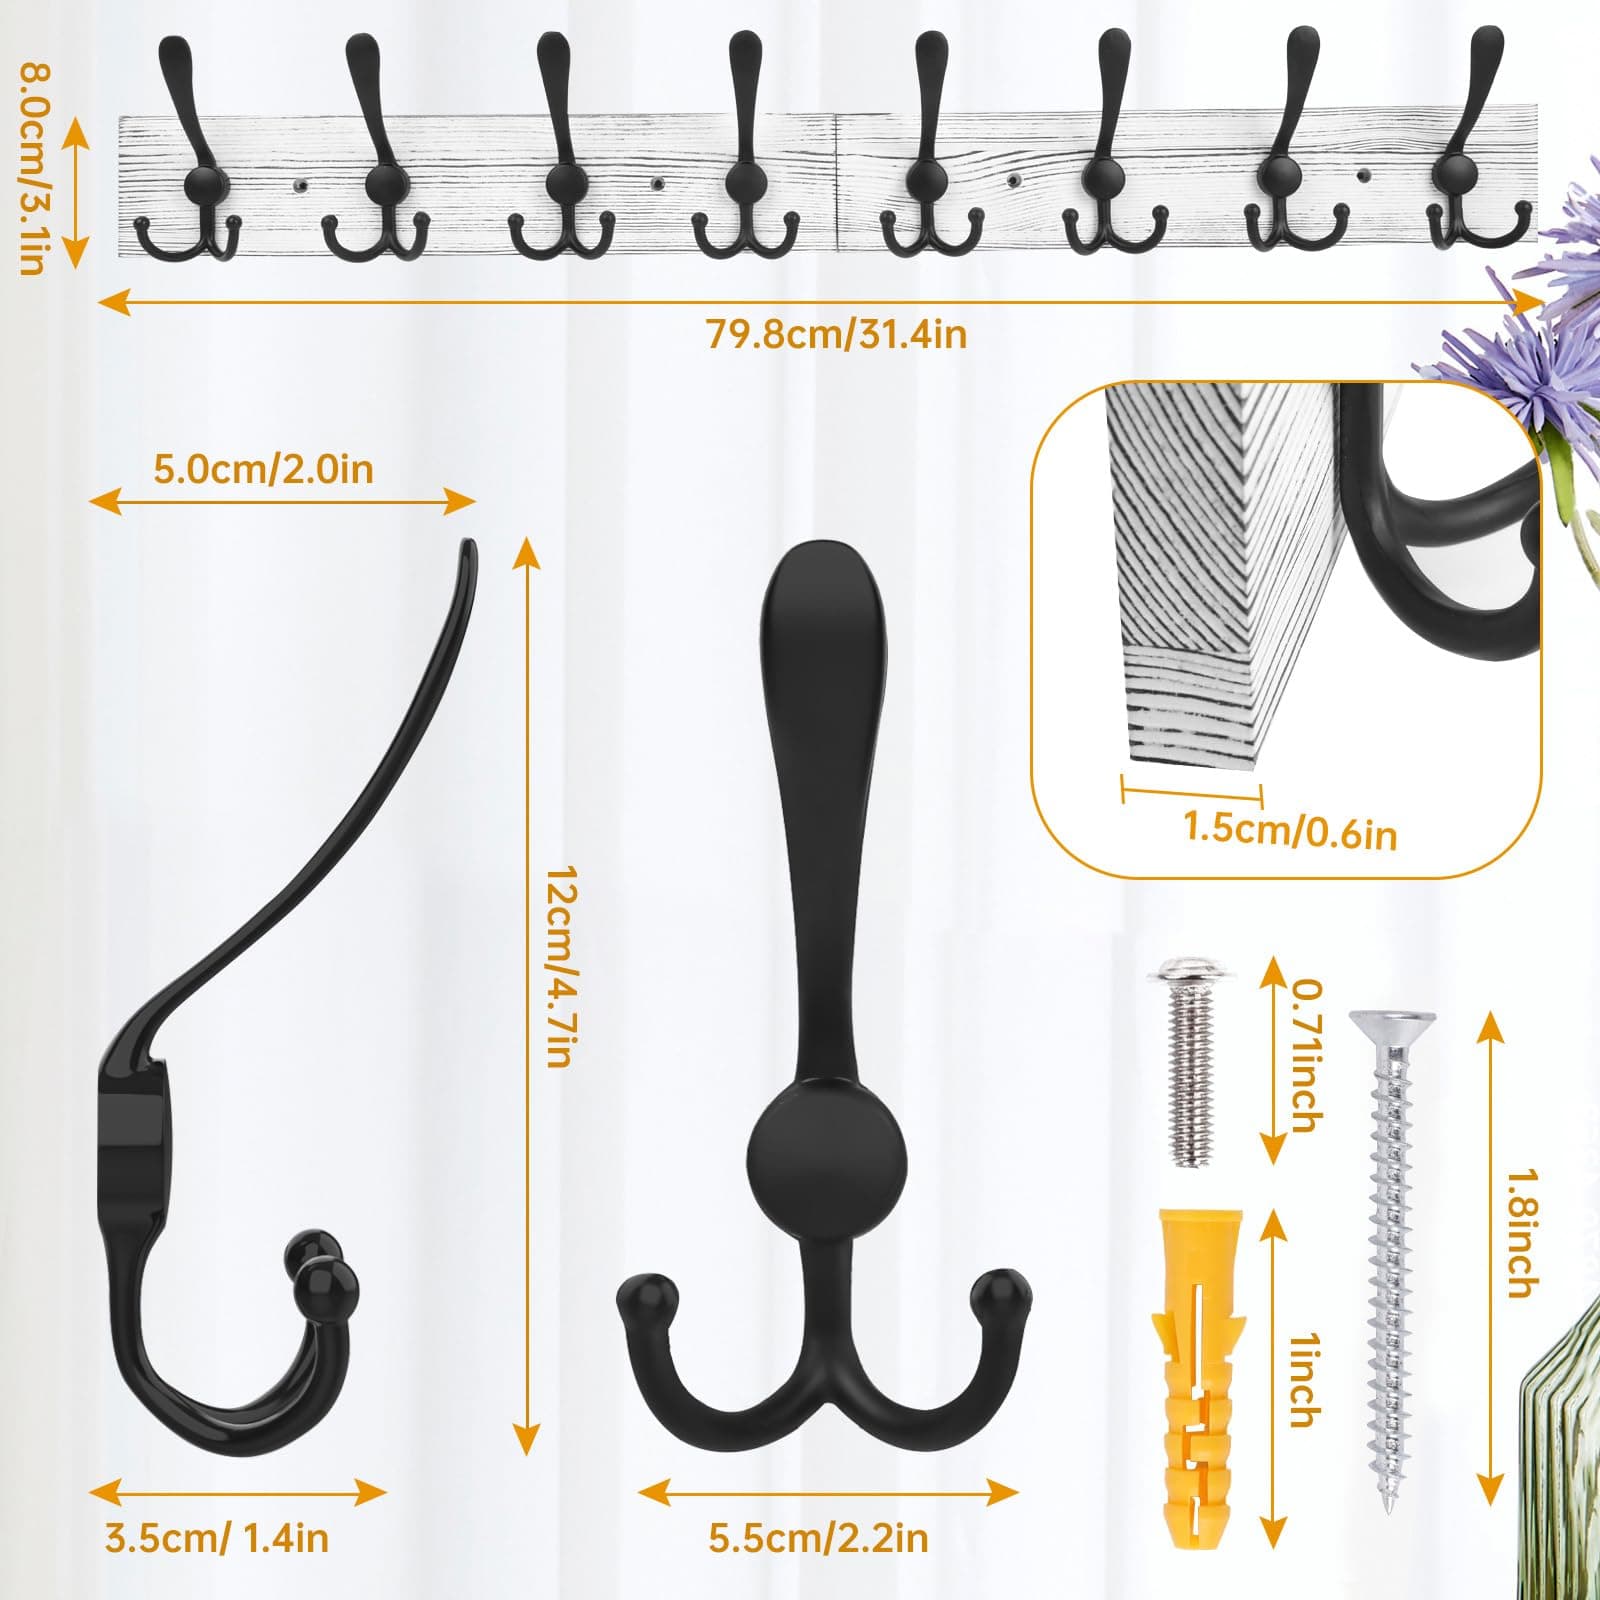 8.0cm/3.1in
79.8cm/31.4in
5.0cm/2.0in
12cm/4.7in
1.5cm/0.6in
0.71inch
1.8inch
1inch
3.5cm/ 1.4in
5.5cm/2.2in